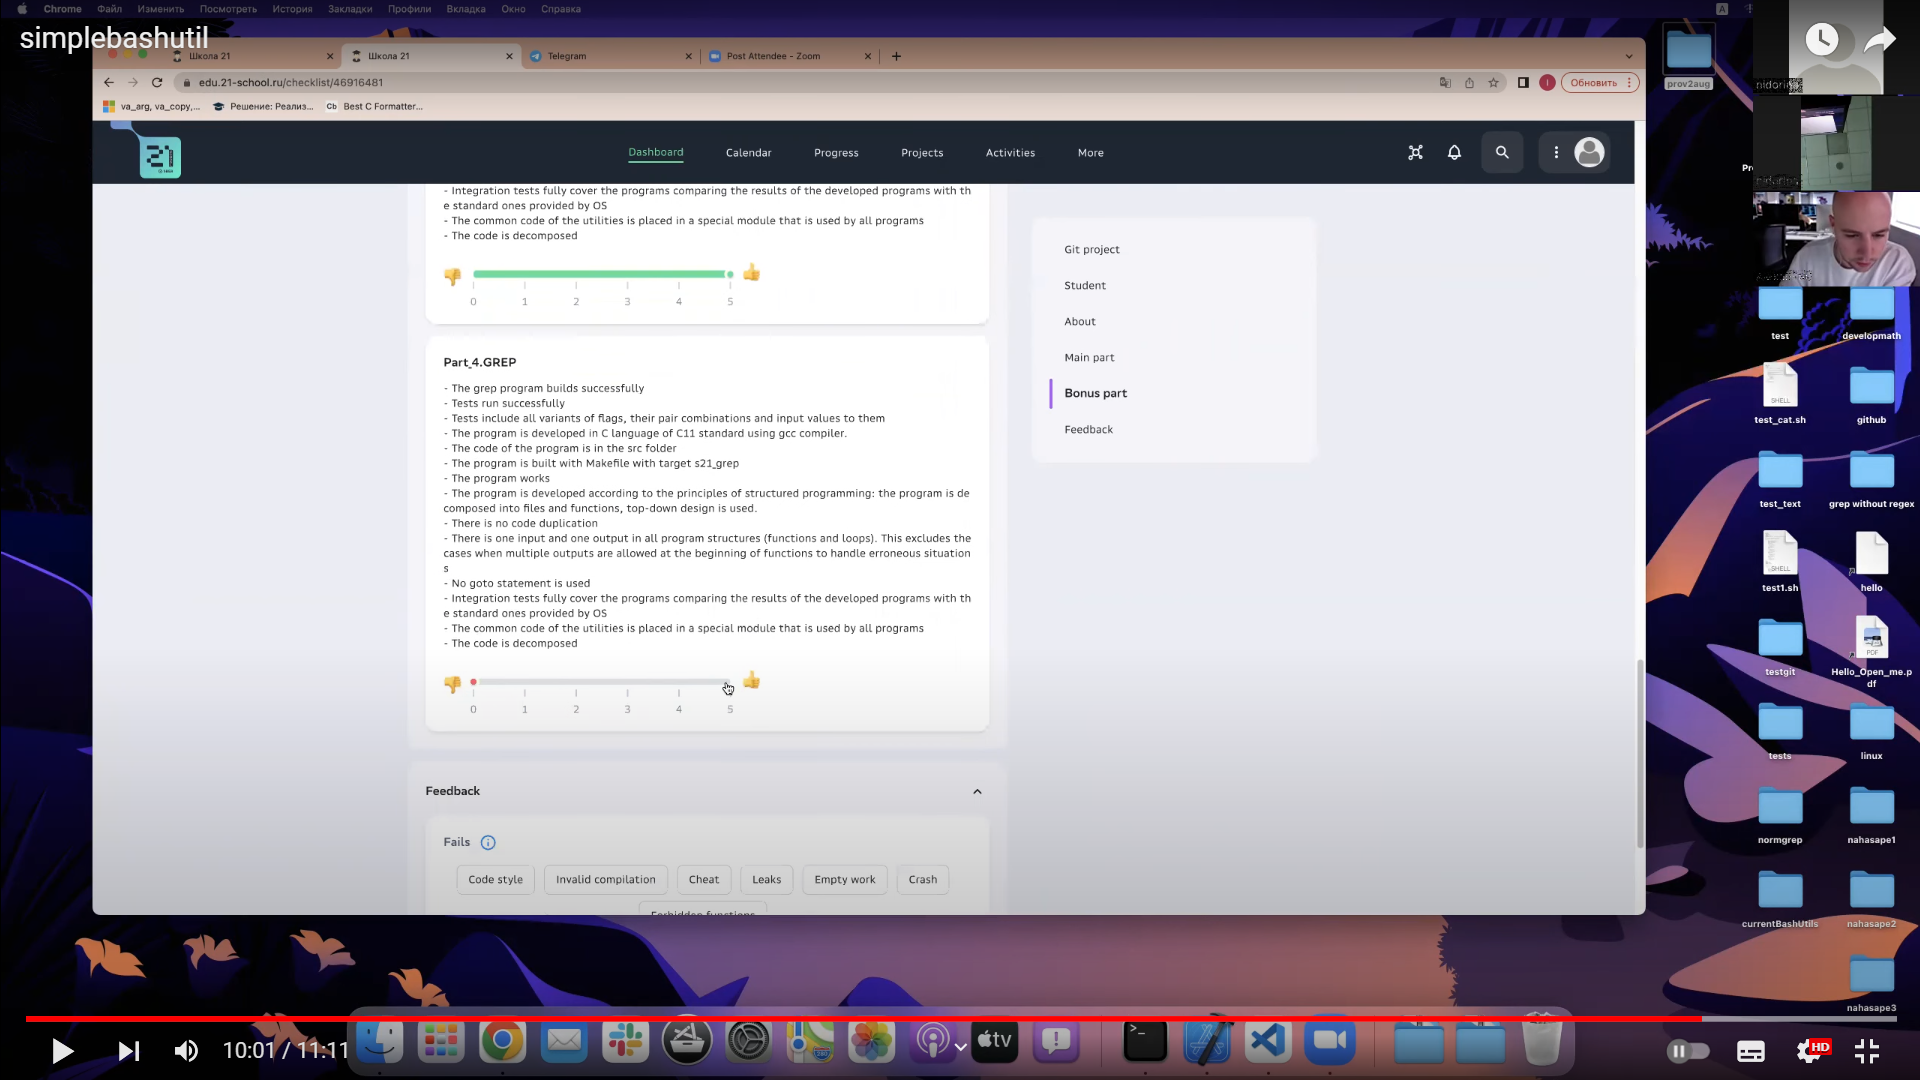 Chrome Файл Изменить Посмотреть История Закладки Профили Вкладка Окно Справка
A
simplebashutil
Школа 21
Школа 21
Telegram
Post Attendee - Zoom
edu.21-school.ru/checklist/46916481
Обновить
va_arg, va_copy,...
Решение: Реализ...
Cb Best C Formatter...
prov2aug
21
Dashboard
Calendar
Progress
Projects
Activities
More
- Integration tests fully cover the programs comparing the results of the developed programs with th
e standard ones provided by OS
- The common code of the utilities is placed in a special module that is used by all programs
- The code is decomposed
0 1 2 3 4 5
Part_4.GREP
- The grep program builds successfully
- Tests run successfully
- Tests include all variants of flags, their pair combinations and input values to them
- The program is developed in C language of C11 standard using gcc compiler.
- The code of the program is in the src folder
- The program is built with Makefile with target s21_grep
- The program works
- The program is developed according to the principles of structured programming: the program is de
composed into files and functions, top-down design is used.
- There is no code duplication
- There is one input and one output in all program structures (functions and loops). This excludes the
cases when multiple outputs are allowed at the beginning of functions to handle erroneous situation
s
- No goto statement is used
- Integration tests fully cover the programs comparing the results of the developed programs with th
e standard ones provided by OS
- The common code of the utilities is placed in a special module that is used by all programs
- The code is decomposed
0 1 2 3 4 5
Feedback
Fails
Code style
Invalid compilation
Cheat
Leaks
Empty work
Crash
Forbidden functions
Git project
Student
About
Main part
Bonus part
Feedback
test
developmath
SHELL
test_cat.sh
github
test_text
grep without regex
SHELL
test1.sh
hello
PDF
testgit
Hello_Open_me.p
df
tests
linux
normgrep
nahasape1
currentBashUtils
nahasape2
nahasape3
tv
10:01 / 11:11
HD